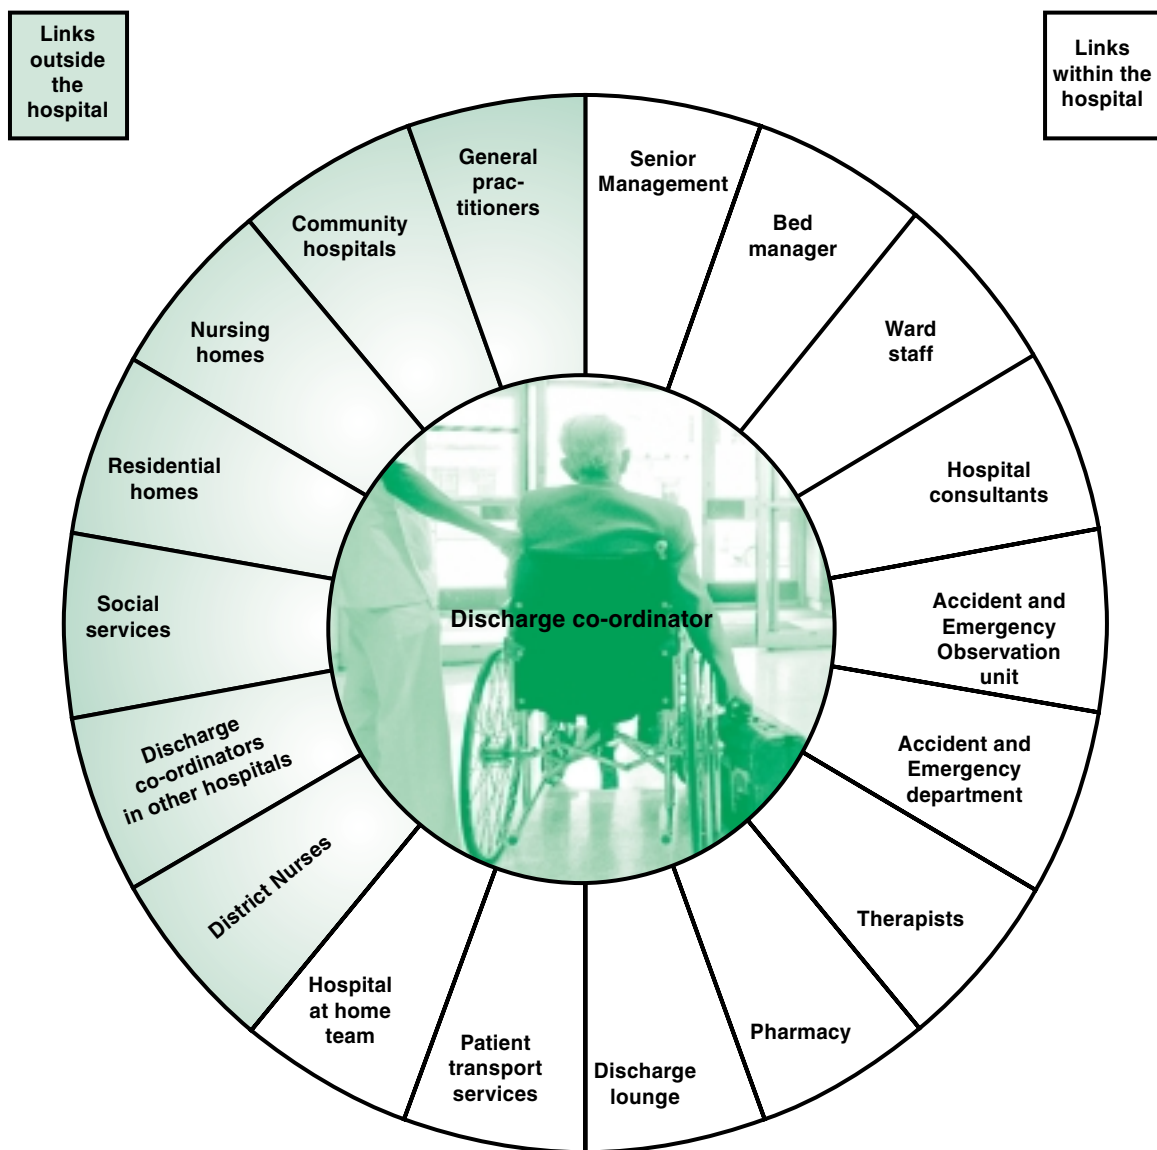 Links
outside
the
hospital
Links
within the
hospital
General
prac-
titioners
Senior
Management
Community
hospitals
Bed
manager
Nursing
homes
Ward
staff
Residential
homes
Hospital
consultants
Social
services
Discharge co-ordinator
Accident and
Emergency
Observation
unit
Discharge
co-ordinators
in other hospitals
Accident and
Emergency
department
District Nurses
Therapists
Hospital
at home
team
Pharmacy
Patient
transport
services
Discharge
lounge